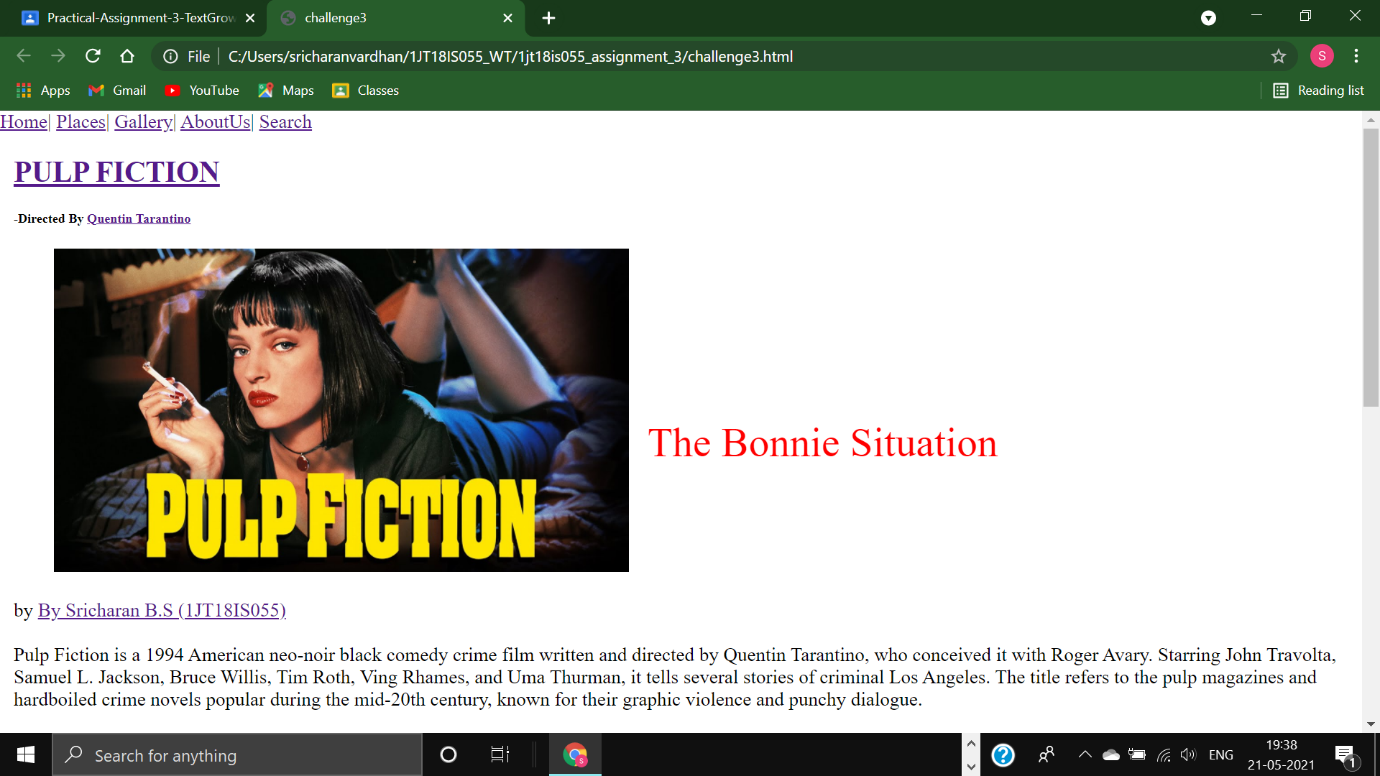 Practical-Assignment-3-TextGrow
challenge3
File C:/Users/sricharanvardhan/1JT18IS055_WT/1jt18is055_assignment_3/challenge3.html
S
Apps Gmail YouTube Maps Classes Reading list
Home| Places| Gallery| AboutUs| Search
PULP FICTION
-Directed By Quentin Tarantino
The Bonnie Situation
PULP FICTION
by By Sricharan B.S (1JT18IS055)
Pulp Fiction is a 1994 American neo-noir black comedy crime film written and directed by Quentin Tarantino, who conceived it with Roger Avary. Starring John Travolta,
Samuel L. Jackson, Bruce Willis, Tim Roth, Ving Rhames, and Uma Thurman, it tells several stories of criminal Los Angeles. The title refers to the pulp magazines and
hardboiled crime novels popular during the mid-20th century, known for their graphic violence and punchy dialogue.
Search for anything
ENG
19:38
21-05-2021
1